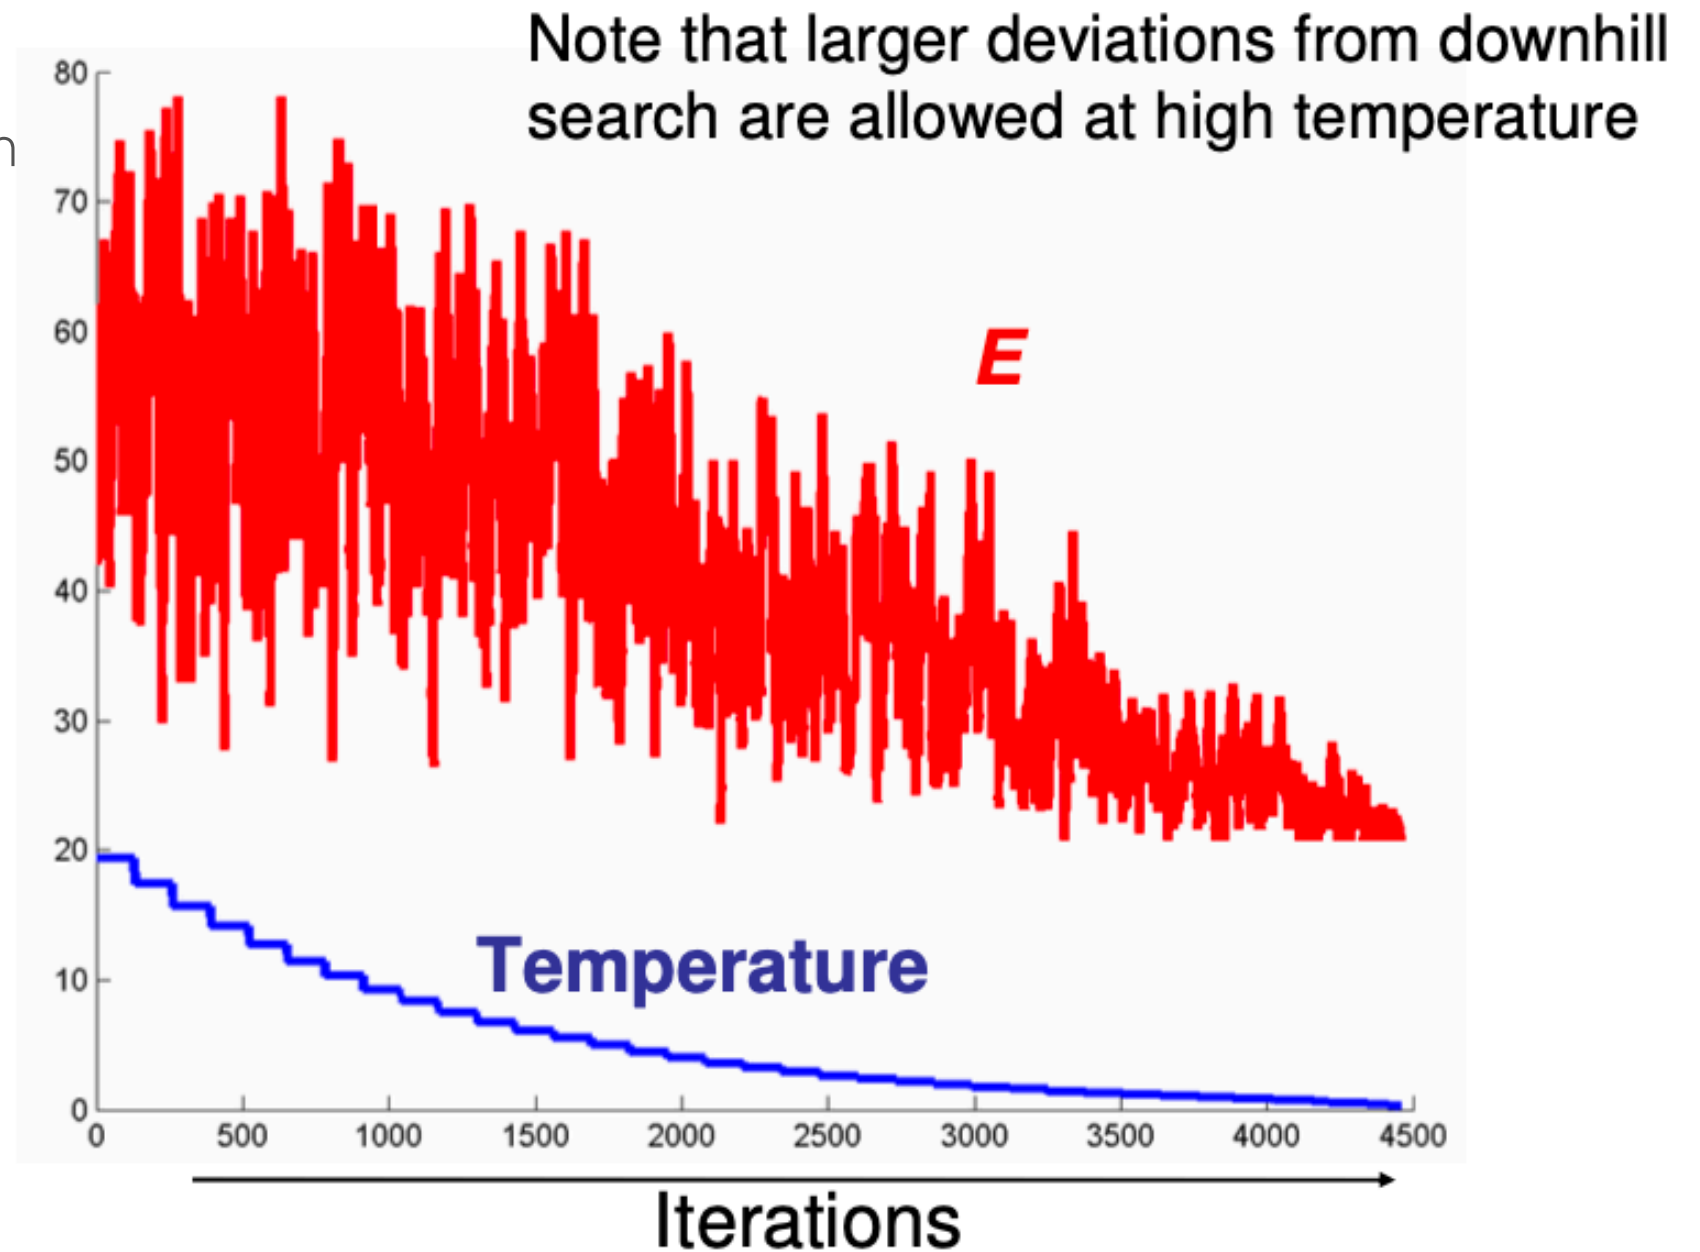 Note that larger deviations from downhill
search are allowed at high temperature
n
80
70
60
50
40
30
20
10
0
E
Temperature
0 500 1000 1500 2000 2500 3000 3500 4000 4500
Iterations